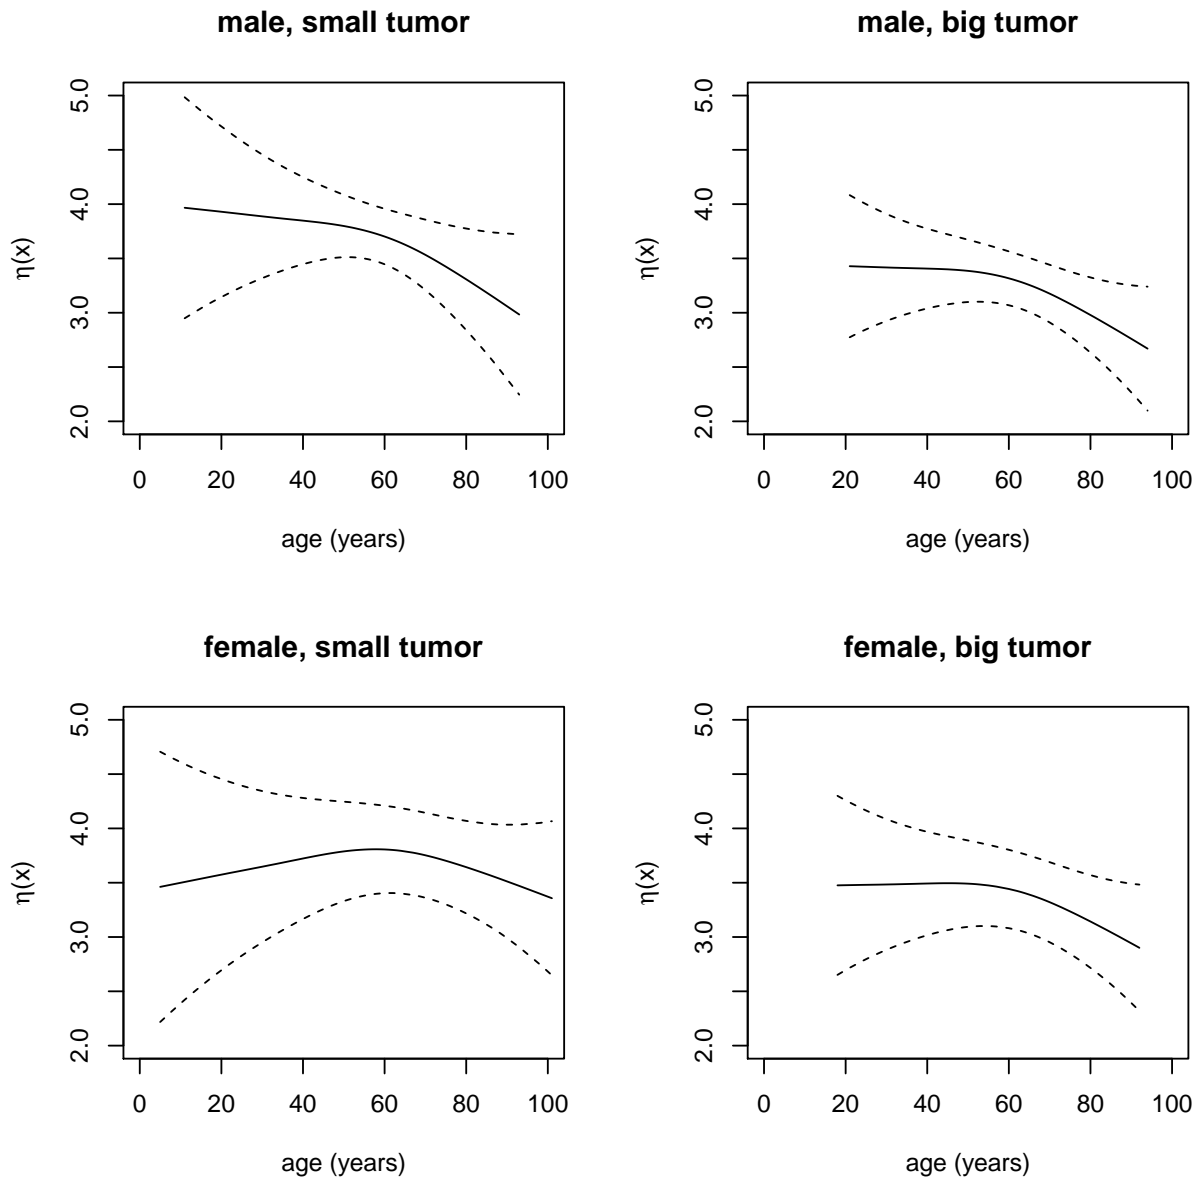 male, small tumor
η(x)
5.0
4.0
3.0
2.0
0 20 40 60 80 100
age (years)
male, big tumor
η(x)
5.0
4.0
3.0
2.0
0 20 40 60 80 100
age (years)
female, small tumor
η(x)
5.0
4.0
3.0
2.0
0 20 40 60 80 100
age (years)
female, big tumor
η(x)
5.0
4.0
3.0
2.0
0 20 40 60 80 100
age (years)